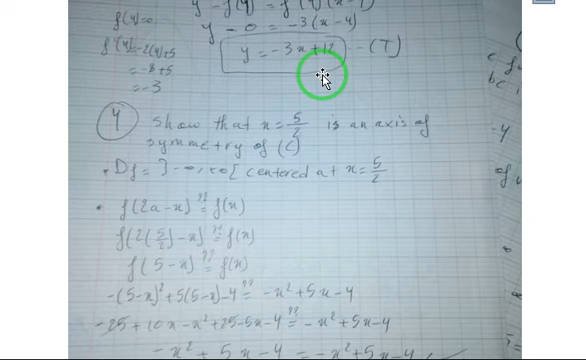 y - f(4) = f'(4) (x - 4)
f(4)=0
y - 0 = -3(x-4)
f'(4)=-2(4)+5
y = -3x+12 -- (T)
= -8+5
= -3
4 show that x = 5/2 is an axis of
symmetry of (C)
• Df = ]-∞, +∞[ centered at x = 5/2
• f(2a-x) ≟ f(x)
f(2(5/2)-x) ≟ f(x)
f(5-x) ≟ f(x)
-(5-x)² + 5(5-x) - 4 ≟ -x² + 5x - 4
-25 + 10x - x² + 25 - 5x - 4 ≟ -x² + 5x - 4
-x² + 5x - 4 = -x² + 5x - 4